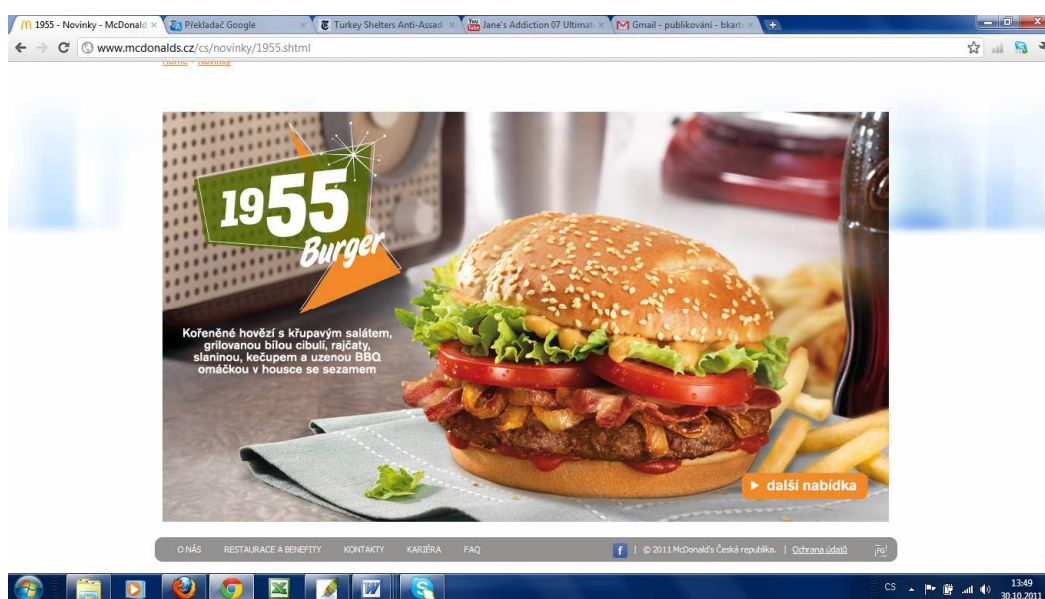 1955 - Novinky - McDonald
Překladač Google
Turkey Shelters Anti-Assad
Jane's Addiction 07 Ultimat
Gmail - publikování - bkart
www.mcdonalds.cz/cs/novinky/1955.shtml
Home - Novinky
1955
Burger
Kořeněné hovězí s křupavým salátem,
grilovanou bílou cibulí, rajčaty,
slaninou, kečupem a uzenou BBQ
omáčkou v housce se sezamem
další nabídka
O NÁS RESTAURACE A BENEFITY KONTAKTY KARIÉRA FAQ | © 2011 McDonald's Česká republika. | Ochrana údajů
CS 13:49
30.10.2011